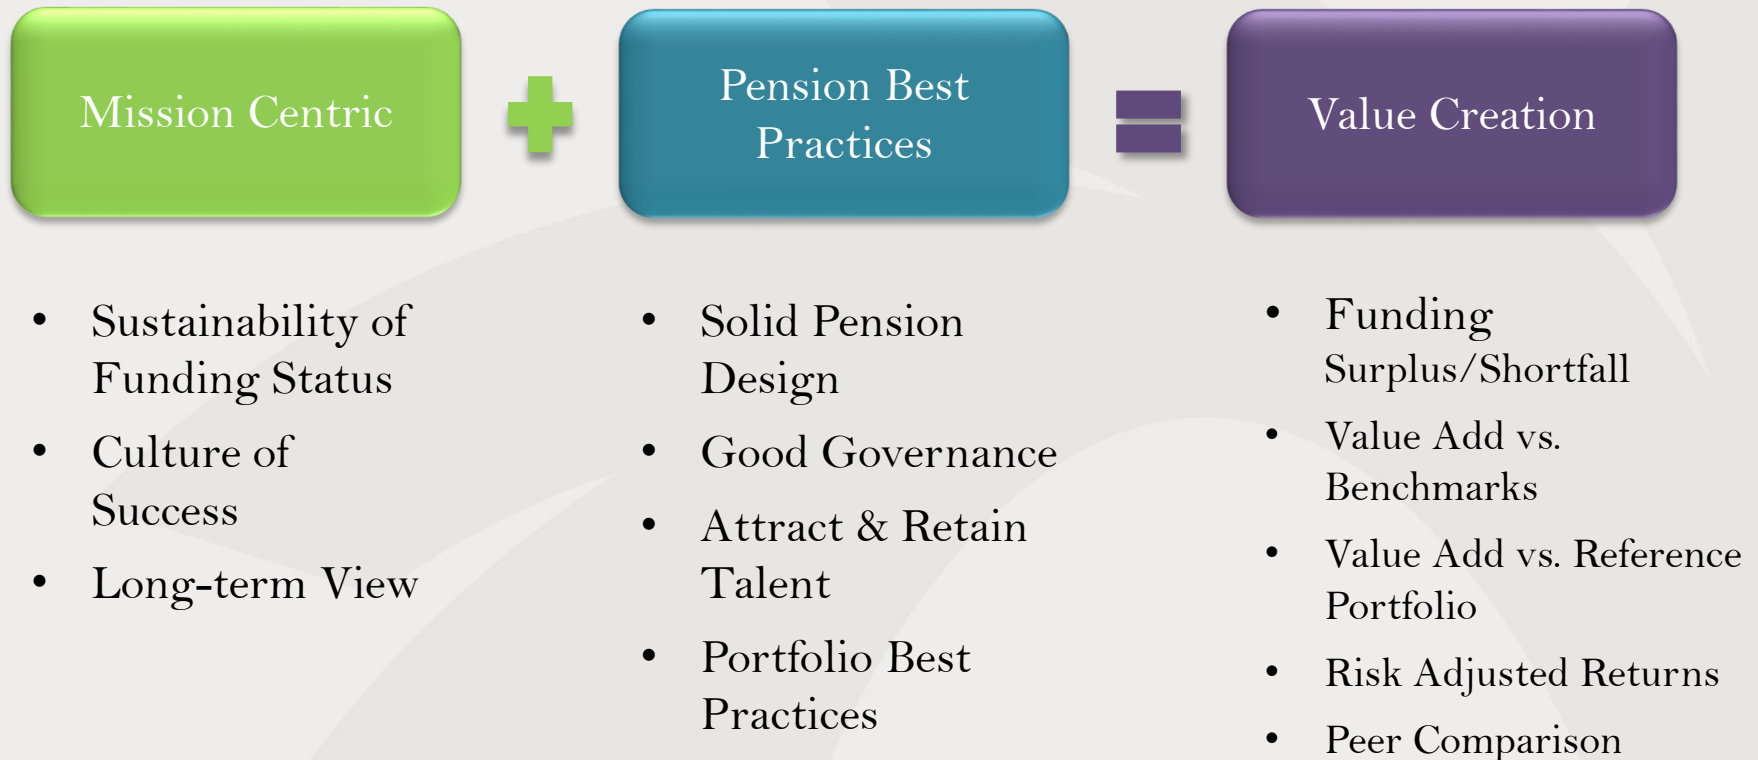 Mission Centric
Pension Best
Practices
Value Creation
• Sustainability of
Funding Status
• Culture of
Success
• Long-term View
• Solid Pension
Design
• Good Governance
• Attract & Retain
Talent
• Portfolio Best
Practices
• Funding
Surplus/Shortfall
• Value Add vs.
Benchmarks
• Value Add vs. Reference
Portfolio
• Risk Adjusted Returns
• Peer Comparison